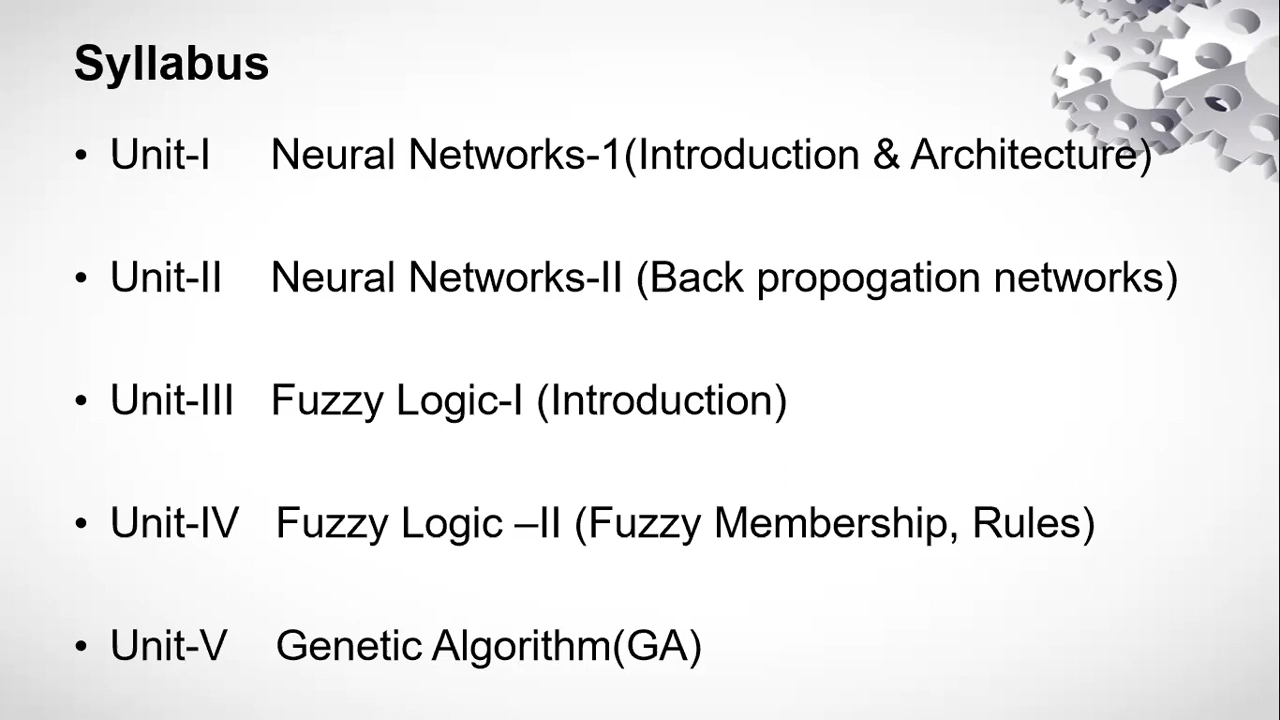 Syllabus
• Unit-I Neural Networks-1(Introduction & Architecture)
• Unit-II Neural Networks-II (Back propogation networks)
• Unit-III Fuzzy Logic-I (Introduction)
• Unit-IV Fuzzy Logic –II (Fuzzy Membership, Rules)
• Unit-V Genetic Algorithm(GA)